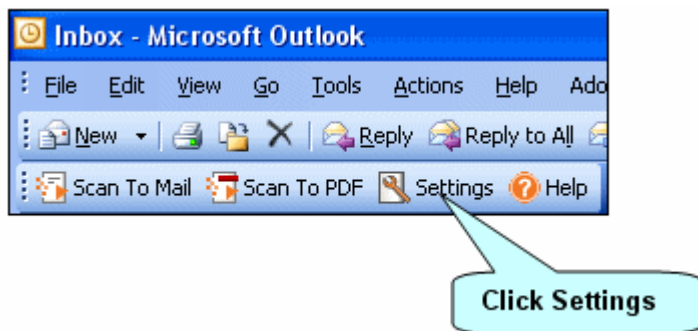 Inbox - Microsoft Outlook
File Edit View Go Tools Actions Help Ado
New Reply Reply to All
Scan To Mail Scan To PDF Settings Help
Click Settings